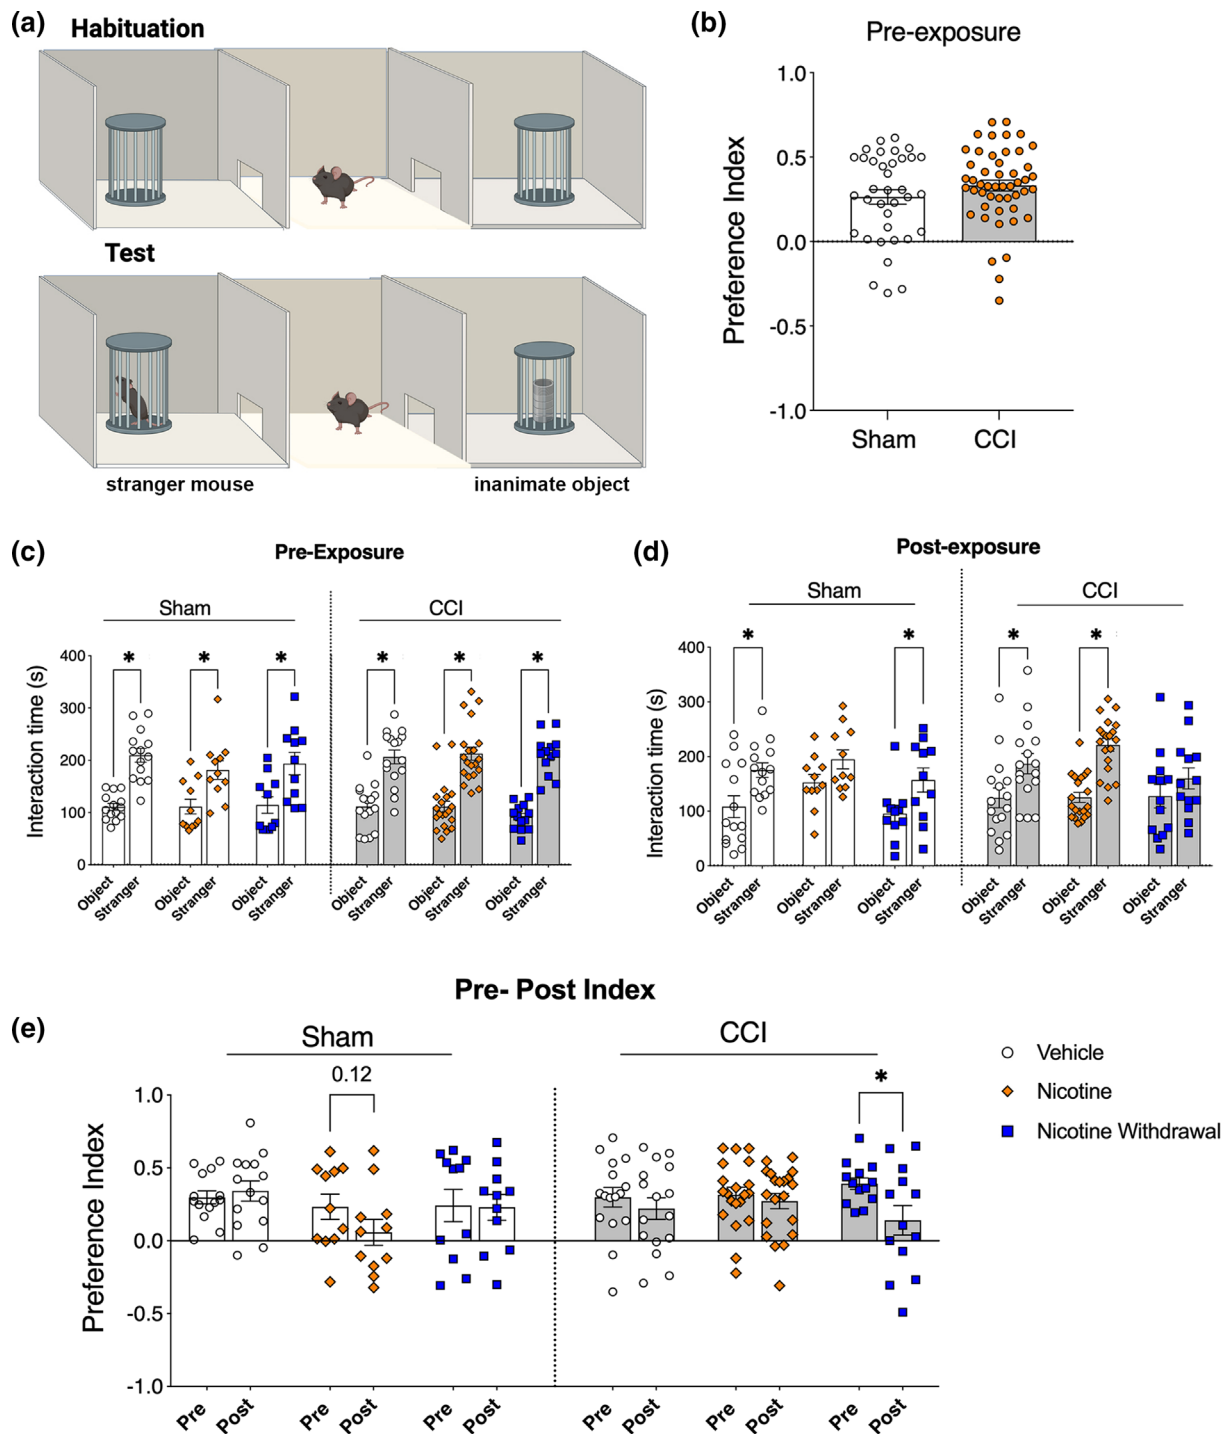 (a)
Habituation
Test
stranger mouse
inanimate object
(b)
Pre-exposure
Preference Index
1.0
0.5
0.0
-0.5
-1.0
Sham
CCI
(c)
Pre-Exposure
Sham
CCI
Interaction time (s)
400
300
200
100
0
* * * * * *
Object Stranger Object Stranger Object Stranger Object Stranger Object Stranger Object Stranger
(d)
Post-exposure
Sham
CCI
Interaction time (s)
400
300
200
100
0
* * * *
Object Stranger Object Stranger Object Stranger Object Stranger Object Stranger Object Stranger
Pre- Post Index
(e)
Sham
CCI
0.12
*
Preference Index
1.0
0.5
0.0
-0.5
-1.0
Pre Post Pre Post Pre Post Pre Post Pre Post Pre Post
Vehicle
Nicotine
Nicotine Withdrawal